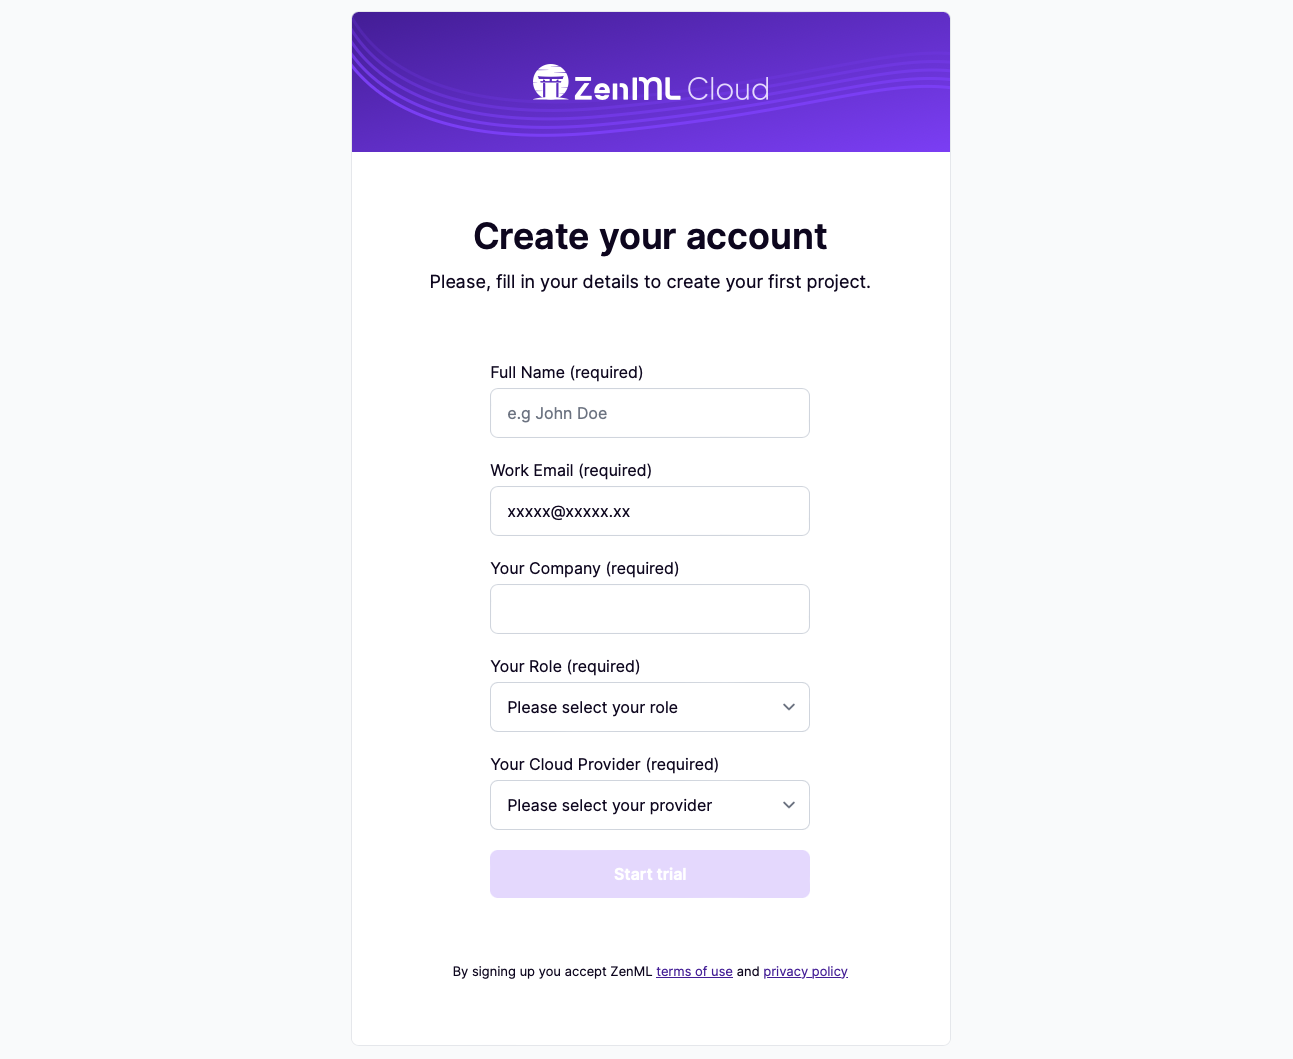 ZenML Cloud
Create your account
Please, fill in your details to create your first project.
Full Name (required)
e.g John Doe
Work Email (required)
xxxxx@xxxxx.xx
Your Company (required)
Your Role (required)
Please select your role
Your Cloud Provider (required)
Please select your provider
Start trial
By signing up you accept ZenML terms of use and privacy policy